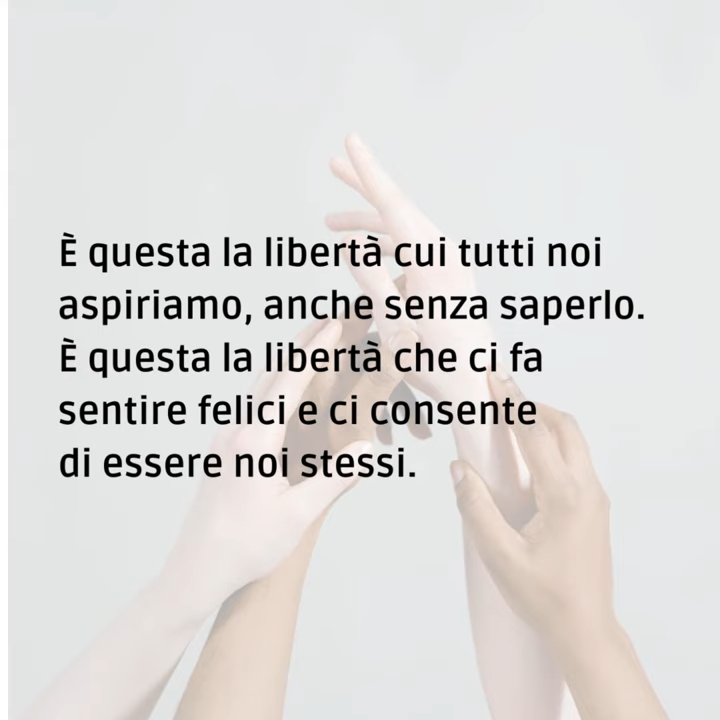 È questa la libertà cui tutti noi
aspiriamo, anche senza saperlo.
È questa la libertà che ci fa
sentire felici e ci consente
di essere noi stessi.